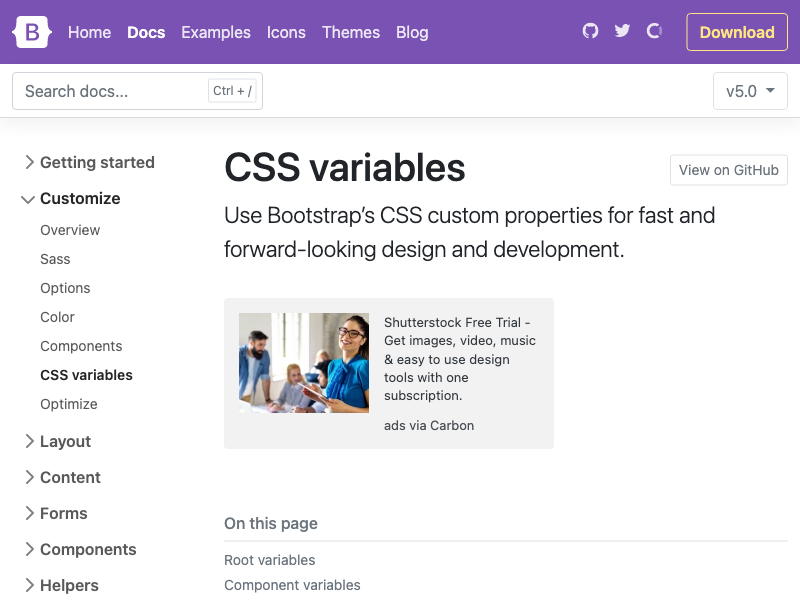 B Home Docs Examples Icons Themes Blog Download
Search docs... Ctrl + / v5.0
Getting started
Customize
Overview
Sass
Options
Color
Components
CSS variables
Optimize
Layout
Content
Forms
Components
Helpers
CSS variables
View on GitHub
Use Bootstrap’s CSS custom properties for fast and
forward-looking design and development.
Shutterstock Free Trial -
Get images, video, music
& easy to use design
tools with one
subscription.
ads via Carbon
On this page
Root variables
Component variables